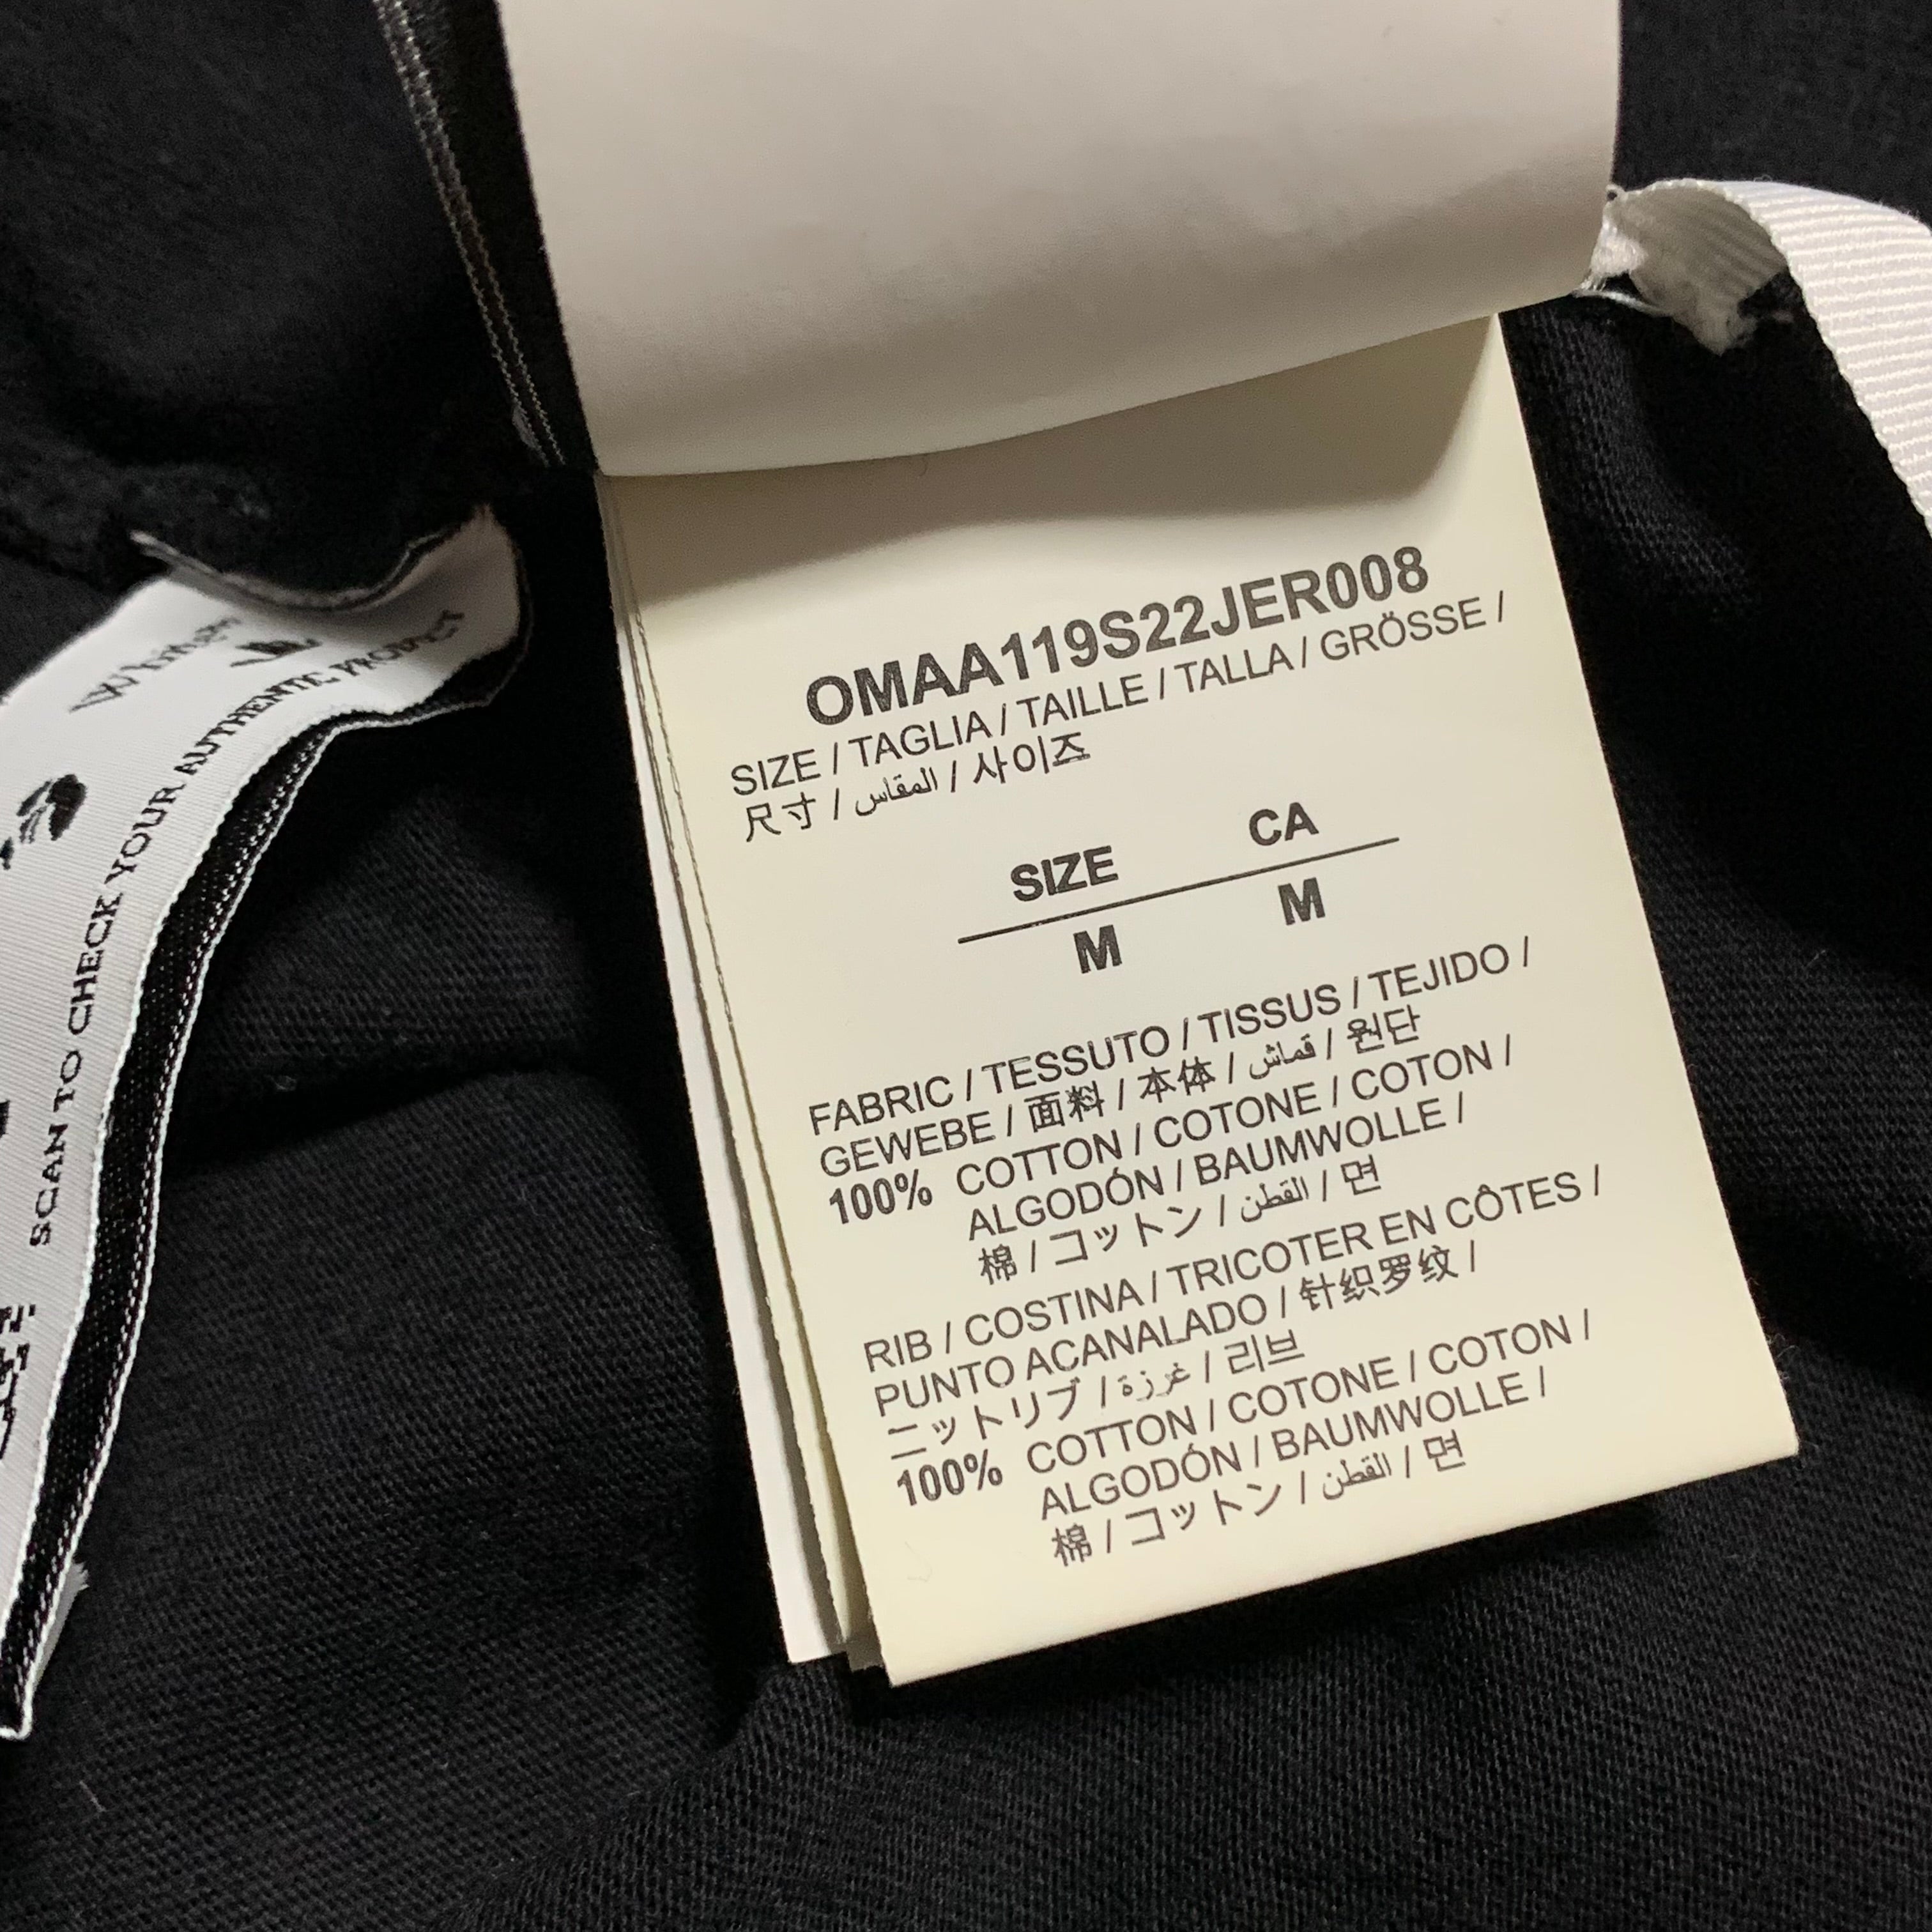 OMAA119S22JER008
SIZE / TAGLIA / TAILLE / TALLA / GRÖSSE /
尺寸 / المقاس / 사이즈
SIZE CA
M M
FABRIC / TESSUTO / TISSUS / TEJIDO /
GEWEBE / 面料 / 本体 / قماش / 원단
100% COTTON / COTONE / COTON /
ALGODÓN / BAUMWOLLE /
棉 / コットン / القطن / 면
RIB / COSTINA / TRICOTER EN CÔTES /
PUNTO ACANALADO / 针织罗纹 /
ニットリブ / غرزة / 리브
100% COTTON / COTONE / COTON /
ALGODÓN / BAUMWOLLE /
棉 / コットン / القطن / 면
SCAN TO CHECK YOUR AUTHENTIC PRODUCT